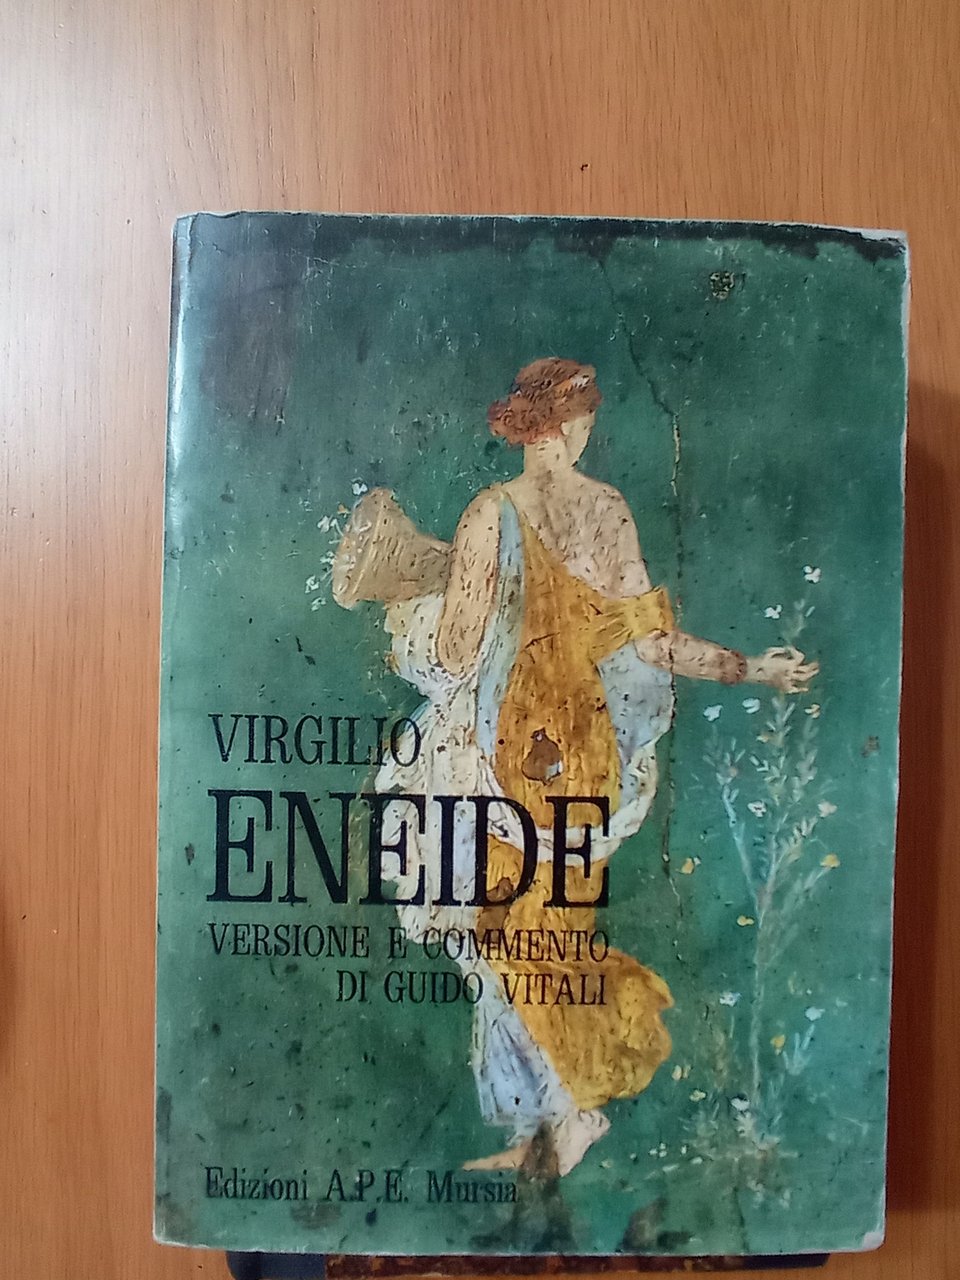 VIRGILIO
ENEIDE
VERSIONE E COMMENTO
DI GUIDO VITALI
Edizioni A.P.E. Mursia